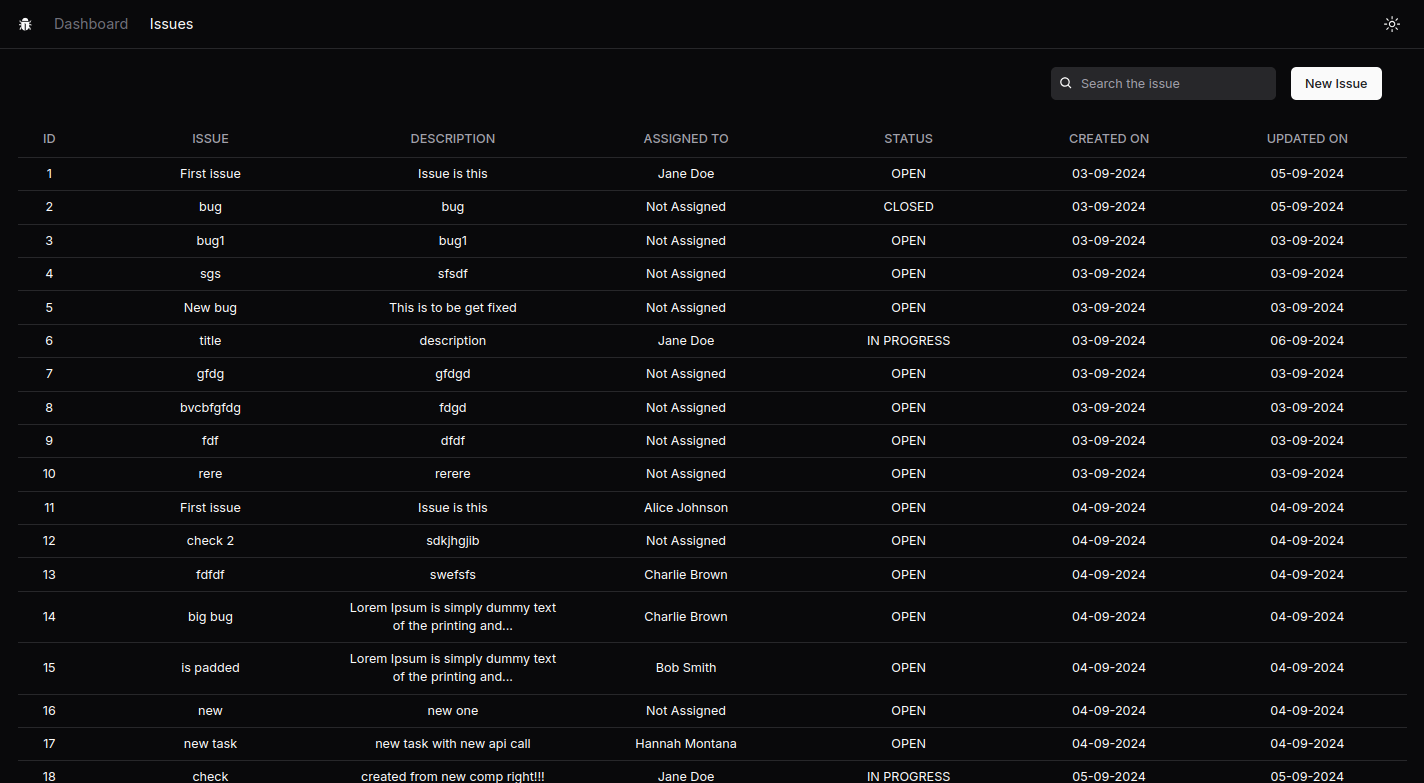 Dashboard Issues
Search the issue New Issue
ID ISSUE DESCRIPTION ASSIGNED TO STATUS CREATED ON UPDATED ON
1 First issue Issue is this Jane Doe OPEN 03-09-2024 05-09-2024
2 bug bug Not Assigned CLOSED 03-09-2024 05-09-2024
3 bug1 bug1 Not Assigned OPEN 03-09-2024 03-09-2024
4 sgs sfsdf Not Assigned OPEN 03-09-2024 03-09-2024
5 New bug This is to be get fixed Not Assigned OPEN 03-09-2024 03-09-2024
6 title description Jane Doe IN PROGRESS 03-09-2024 06-09-2024
7 gfdg gfdgd Not Assigned OPEN 03-09-2024 03-09-2024
8 bvcbfgfdg fdgd Not Assigned OPEN 03-09-2024 03-09-2024
9 fdf dfdf Not Assigned OPEN 03-09-2024 03-09-2024
10 rere rerere Not Assigned OPEN 03-09-2024 03-09-2024
11 First issue Issue is this Alice Johnson OPEN 04-09-2024 04-09-2024
12 check 2 sdkjhgjib Not Assigned OPEN 04-09-2024 04-09-2024
13 fdfdf swefsfs Charlie Brown OPEN 04-09-2024 04-09-2024
14 big bug Lorem Ipsum is simply dummy text
of the printing and... Charlie Brown OPEN 04-09-2024 04-09-2024
15 is padded Lorem Ipsum is simply dummy text
of the printing and... Bob Smith OPEN 04-09-2024 04-09-2024
16 new new one Not Assigned OPEN 04-09-2024 04-09-2024
17 new task new task with new api call Hannah Montana OPEN 04-09-2024 04-09-2024
18 check created from new comp right!!! Jane Doe IN PROGRESS 05-09-2024 05-09-2024